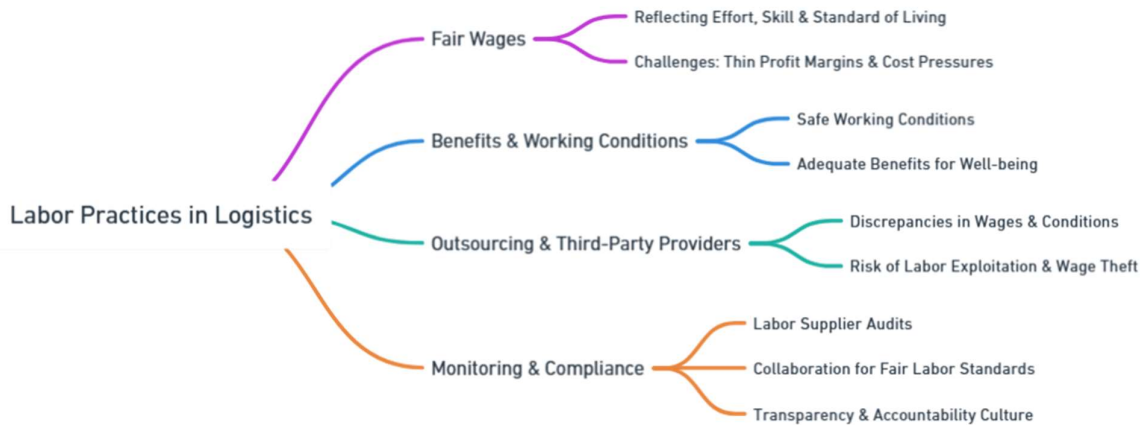 Labor Practices in Logistics
Fair Wages
Reflecting Effort, Skill & Standard of Living
Challenges: Thin Profit Margins & Cost Pressures
Benefits & Working Conditions
Safe Working Conditions
Adequate Benefits for Well-being
Outsourcing & Third-Party Providers
Discrepancies in Wages & Conditions
Risk of Labor Exploitation & Wage Theft
Monitoring & Compliance
Labor Supplier Audits
Collaboration for Fair Labor Standards
Transparency & Accountability Culture